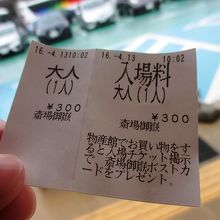 16.-4.13 10:02
大人
(1人)
¥300
斎場御嶽
16.-4.13 10:02
入場料
大人(1人)
¥300
斎場御嶽
物産館でお買い物をす
ると入場チケット掲示
で、斎場御嶽ポストカ
ードをプレゼント。